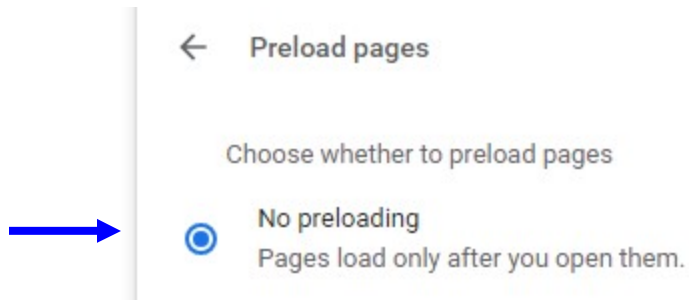 Preload pages
Choose whether to preload pages
No preloading
Pages load only after you open them.